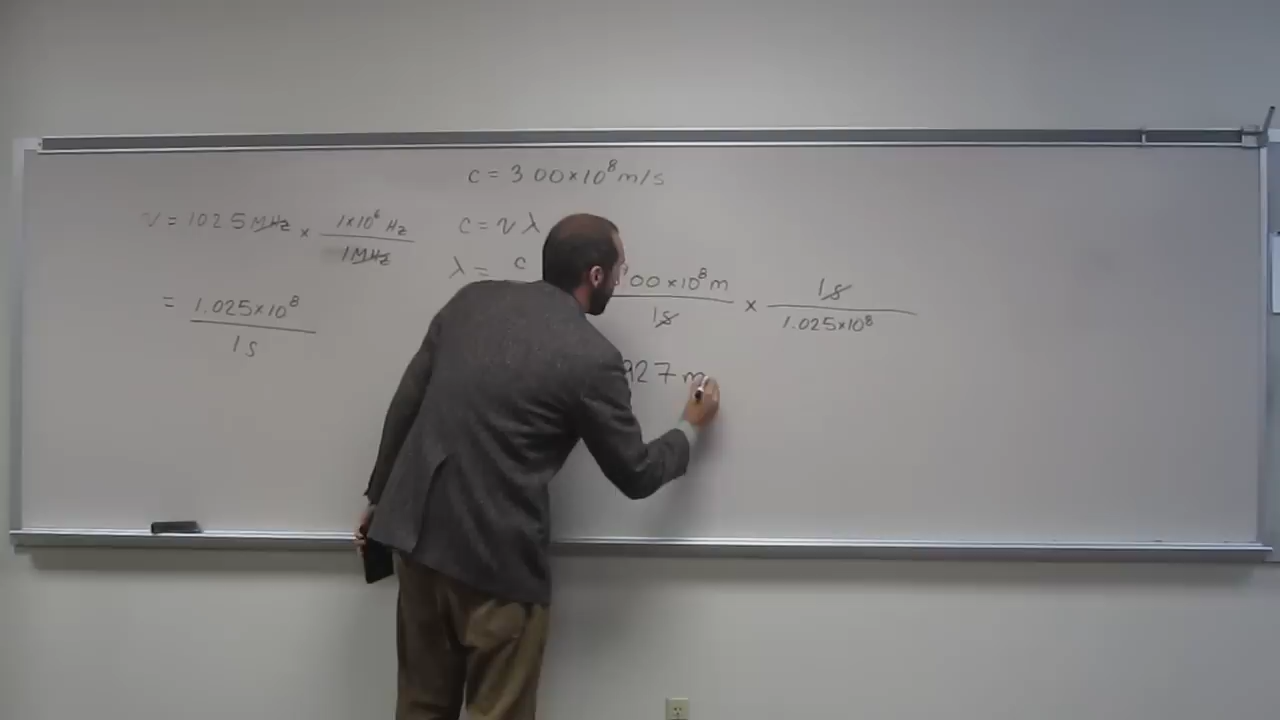 c = 3.00×10⁸ m/s
ν = 102.5 MHz × 1×10⁶ Hz / 1 MHz
= 1.025×10⁸ / 1 s
c = ν λ
λ = c
00×10⁸ m / 1 s × 1 s / 1.025×10⁸
927 m